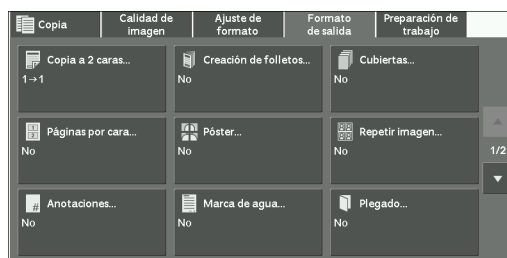 Copia
Calidad de
imagen
Ajuste de
formato
Formato
de salida
Preparación de
trabajo
Copia a 2 caras...
1→1
Creación de folletos...
No
Cubiertas...
No
Páginas por cara...
No
Póster...
No
Repetir imagen...
No
1/2
Anotaciones...
No
Marca de agua...
No
Plegado...
No